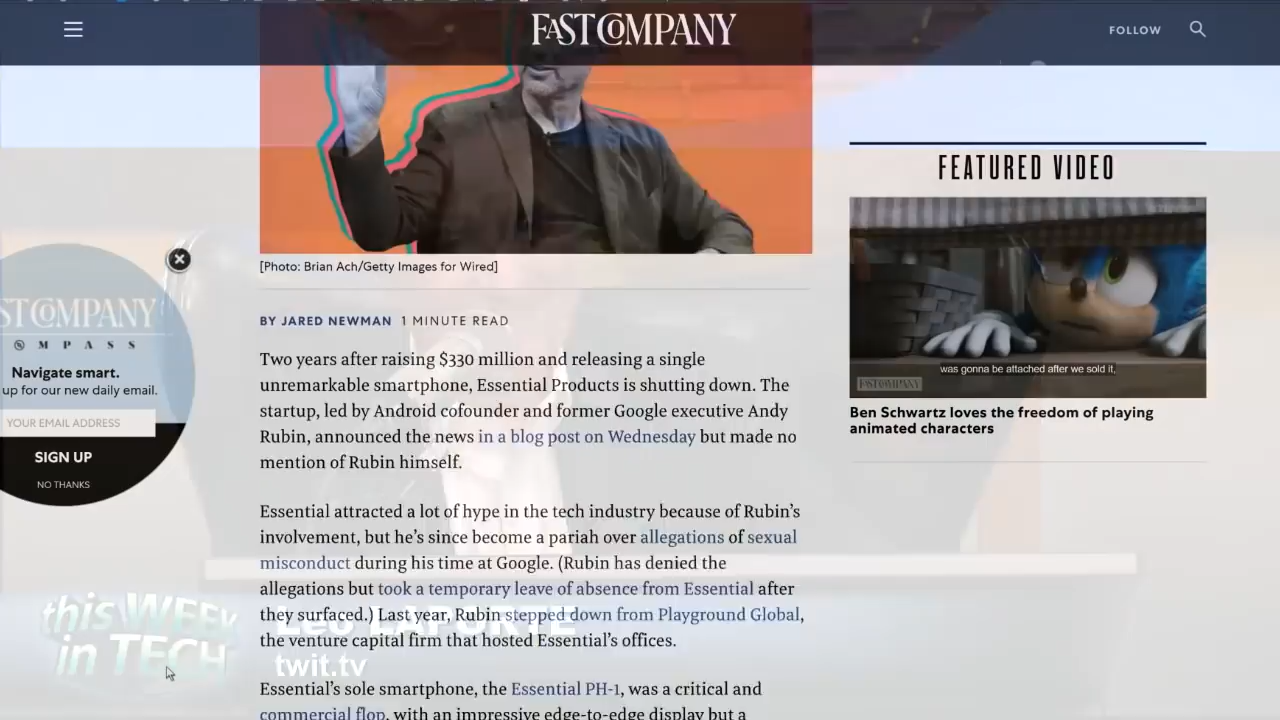 FAST COMPANY
FOLLOW
FEATURED VIDEO
[Photo: Brian Ach/Getty Images for Wired]
BY JARED NEWMAN 1 MINUTE READ
Two years after raising $330 million and releasing a single
unremarkable smartphone, Essential Products is shutting down. The
startup, led by Android cofounder and former Google executive Andy
Rubin, announced the news in a blog post on Wednesday but made no
mention of Rubin himself.
Essential attracted a lot of hype in the tech industry because of Rubin's
involvement, but he's since become a pariah over allegations of sexual
misconduct during his time at Google. (Rubin has denied the
allegations but took a temporary leave of absence from Essential after
they surfaced.) Last year, Rubin stepped down from Playground Global,
the venture capital firm that hosted Essential's offices.
Essential's sole smartphone, the Essential PH-1, was a critical and
commercial flop, with an impressive edge-to-edge display but a
was gonna be attached after we sold it,
FAST COMPANY
Ben Schwartz loves the freedom of playing
animated characters
ST COMPANY
M P A S S
Navigate smart.
up for our new daily email.
YOUR EMAIL ADDRESS
SIGN UP
NO THANKS
this WEEK
in TECH
Leo LAPORTE
twit.tv